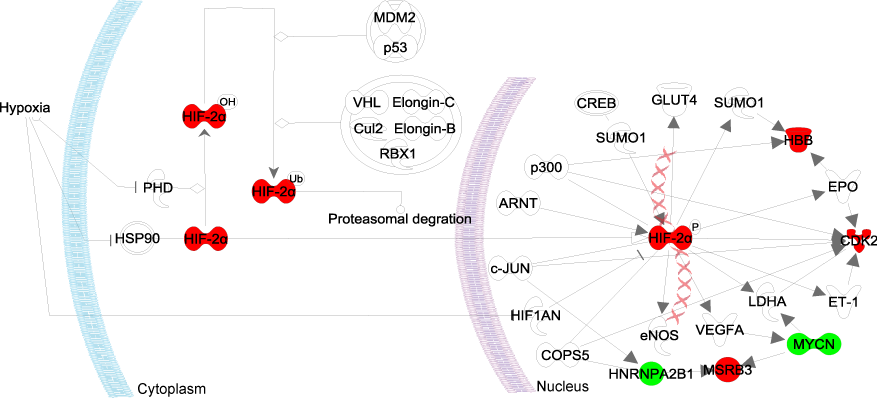 MDM2
p53
OH
HIF-2α
VHL
Elongin-C
Cul2
Elongin-B
RBX1
Hypoxia
PHD
Ub
HIF-2α
Proteasomal degration
HSP90
HIF-2α
Cytoplasm
CREB
GLUT4
SUMO1
SUMO1
HBB
p300
EPO
ARNT
P
HIF-2α
CDK2
c-JUN
LDHA
ET-1
HIF1AN
eNOS
VEGFA
MYCN
COPS5
HNRNPA2B1
MSRB3
Nucleus